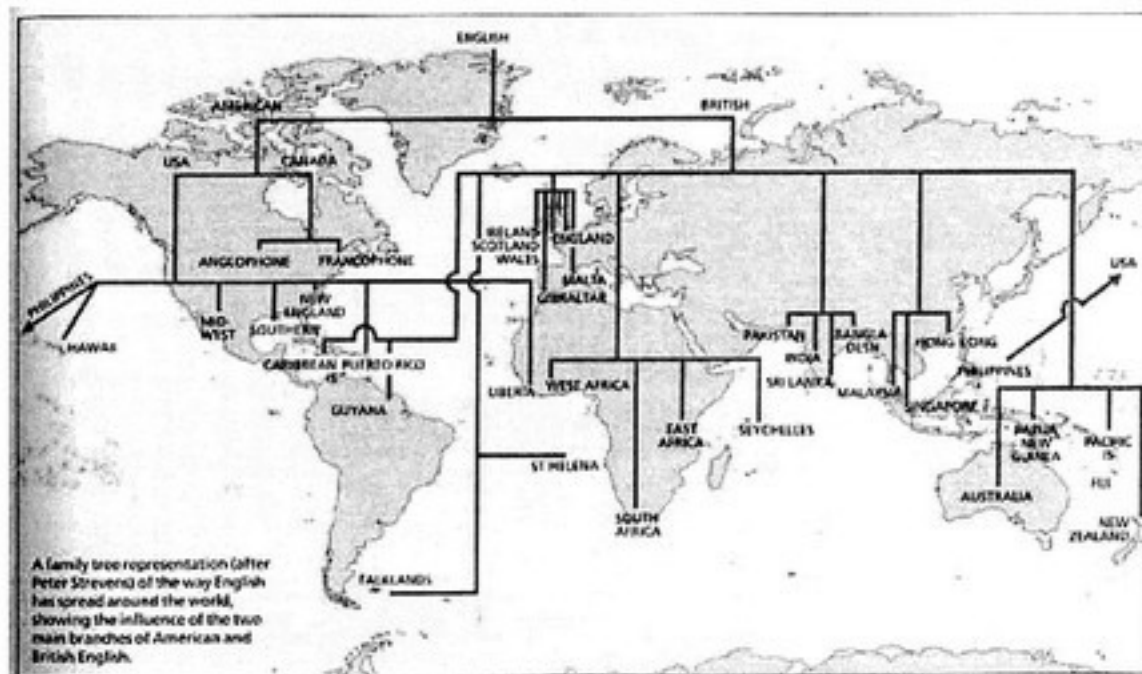 ENGLISH
AMERICAN
BRITISH
USA
CANADA
IRELAND
SCOTLAND
WALES
ENGLAND
ANGLOPHONE
FRANCOPHONE
MALTA
GIBRALTAR
USA
PHILIPPINES
HAWAII
MID-
WEST
SOUTHERN
NEW
ENGLAND
CARIBBEAN
IS
PUERTO RICO
GUYANA
LIBERIA
WEST AFRICA
EAST
AFRICA
SEYCHELLES
PAKISTAN
INDIA
BANGLA-
DESH
SRI LANKA
MALAYSIA
HONG KONG
SINGAPORE
PHILIPPINES
ST HELENA
SOUTH
AFRICA
PAPUA
NEW
GUINEA
PACIFIC
IS
FIJI
AUSTRALIA
NEW
ZEALAND
FALKLANDS
A family tree representation (after
Peter Strevens) of the way English
has spread around the world,
showing the influence of the two
main branches of American and
British English.